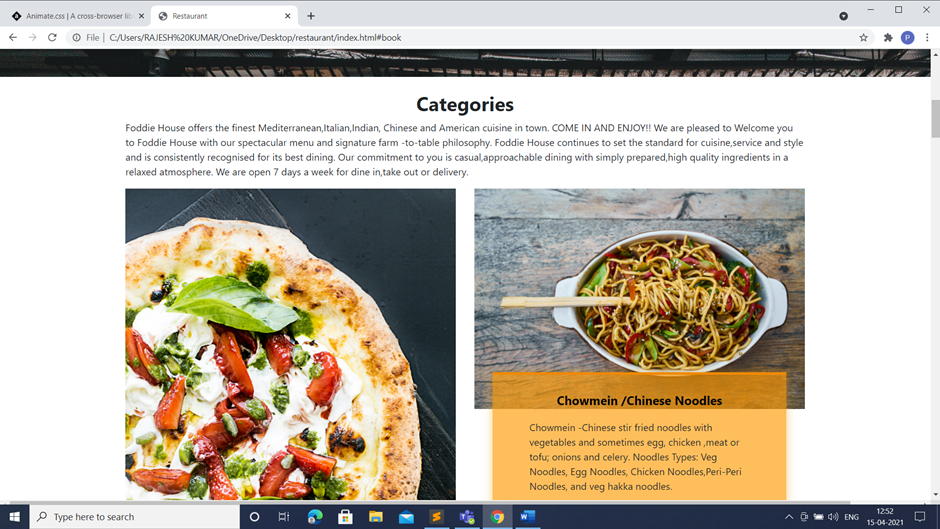 Animate.css | A cross-browser lib
Restaurant
File | C:/Users/RAJESH%20KUMAR/OneDrive/Desktop/restaurant/index.html#book
P
Categories
Foddie House offers the finest Mediterranean,Italian,Indian, Chinese and American cuisine in town. COME IN AND ENJOY!! We are pleased to Welcome you
to Foddie House with our spectacular menu and signature farm -to-table philosophy. Foddie House continues to set the standard for cuisine,service and style
and is consistently recognised for its best dining. Our commitment to you is casual,approachable dining with simply prepared,high quality ingredients in a
relaxed atmosphere. We are open 7 days a week for dine in,take out or delivery.
Chowmein /Chinese Noodles
Chowmein -Chinese stir fried noodles with
vegetables and sometimes egg, chicken ,meat or
tofu; onions and celery. Noodles Types: Veg
Noodles, Egg Noodles, Chicken Noodles,Peri-Peri
Noodles, and veg hakka noodles.
Type here to search
ENG
12:52
15-04-2021